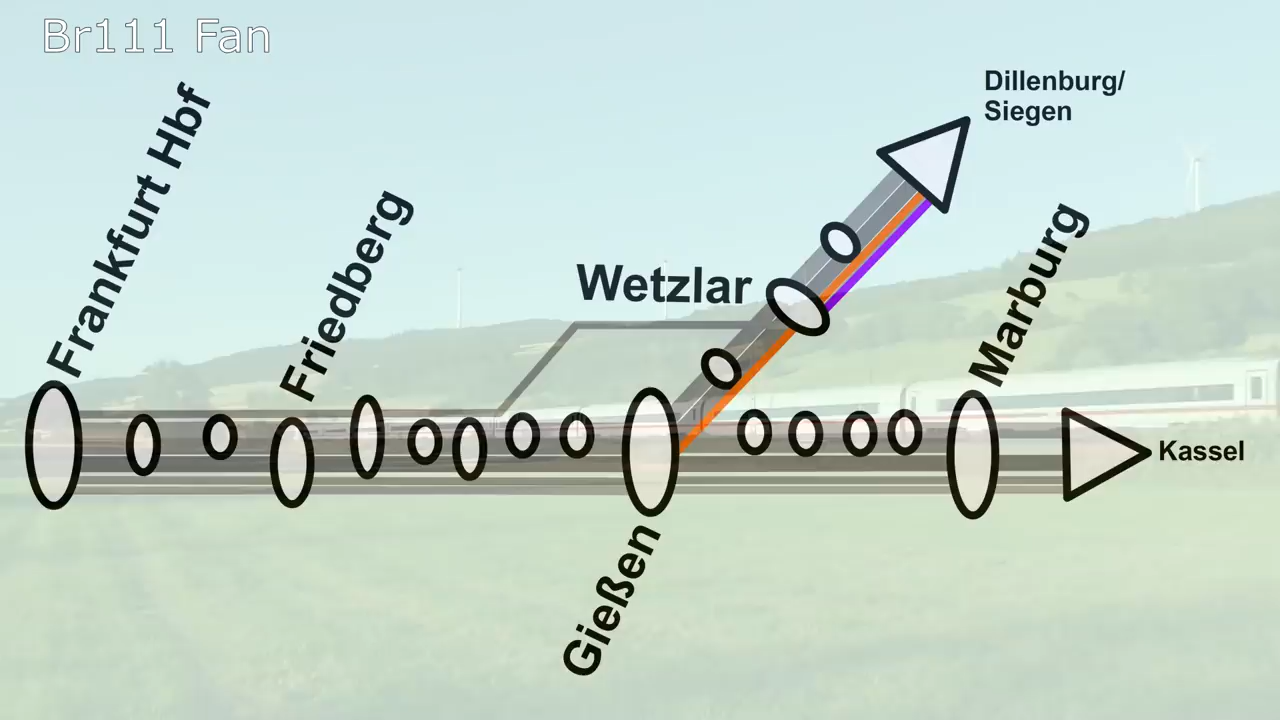 Br111 Fan
Dillenburg/
Siegen
Frankfurt Hbf
Friedberg
Wetzlar
Marburg
Kassel
Gießen